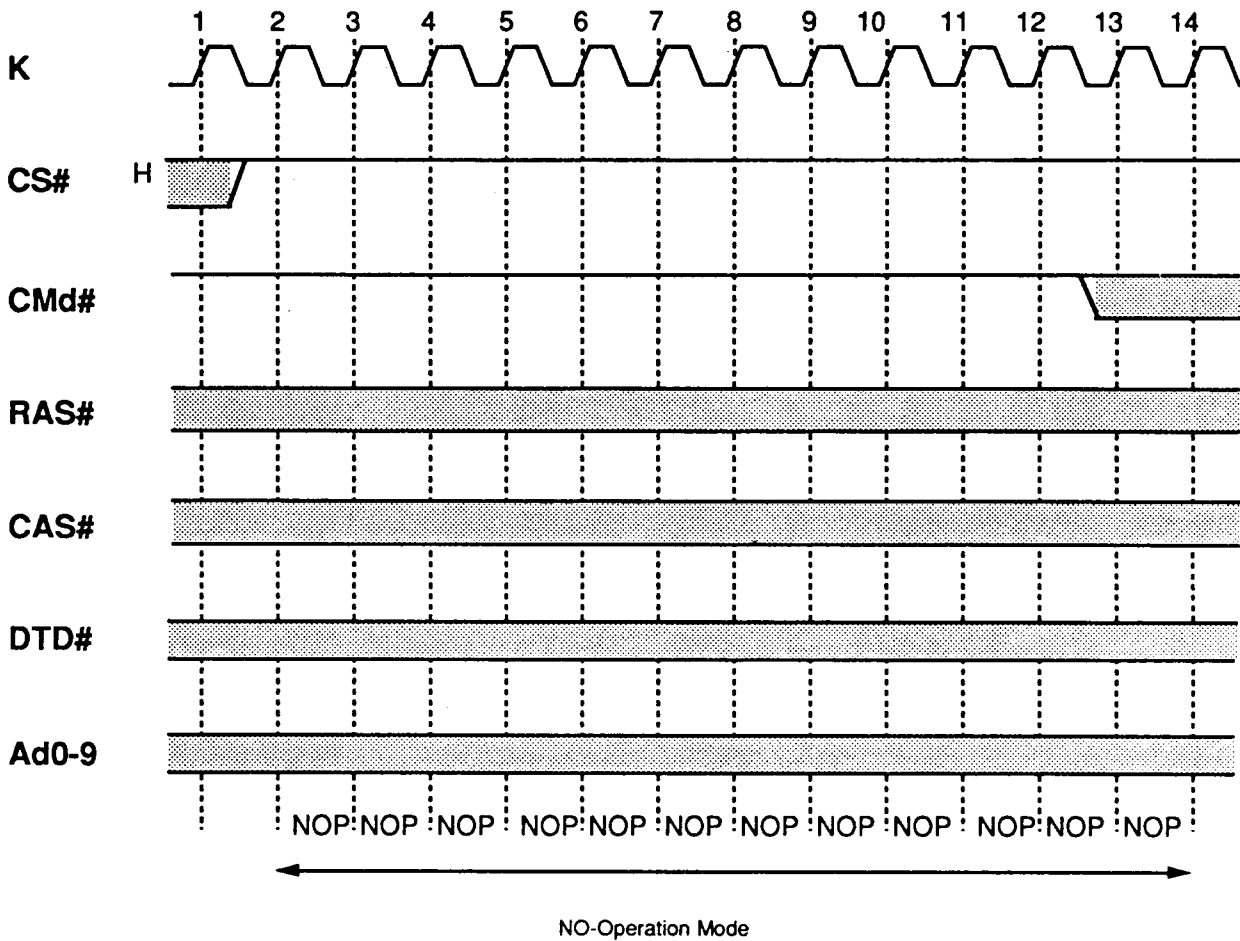 1 2 3 4 5 6 7 8 9 10 11 12 13 14
K
CS# H
CMd#
RAS#
CAS#
DTD#
Ad0-9
NOP NOP NOP NOP NOP NOP NOP NOP NOP NOP NOP NOP
NO-Operation Mode